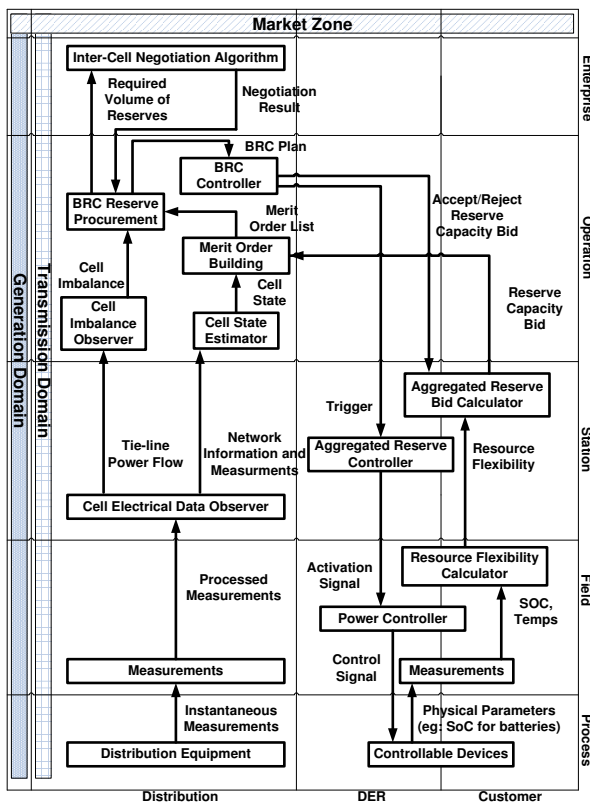 Market Zone
Inter-Cell Negotiation Algorithm
Enterprise
Required
Volume of
Reserves
Negotiation
Result
BRC Plan
BRC
Controller
BRC Reserve
Procurement
Accept/Reject
Reserve
Capacity Bid
Operation
Merit
Order List
Merit Order
Building
Cell
Imbalance
Cell
State
Reserve
Capacity
Bid
Cell
Imbalance
Observer
Cell State
Estimator
Generation Domain
Transmission Domain
Aggregated Reserve
Bid Calculator
Trigger
Station
Tie-line
Power Flow
Network
Information and
Measurments
Aggregated Reserve
Controller
Resource
Flexibility
Cell Electrical Data Observer
Resource Flexibility
Calculator
Activation
Signal
Field
Processed
Measurements
SOC,
Temps
Power Controller
Control
Signal
Measurements
Measurements
Instantaneous
Measurements
Physical Parameters
(eg: SoC for batteries)
Process
Distribution Equipment
Controllable Devices
Distribution
DER
Customer